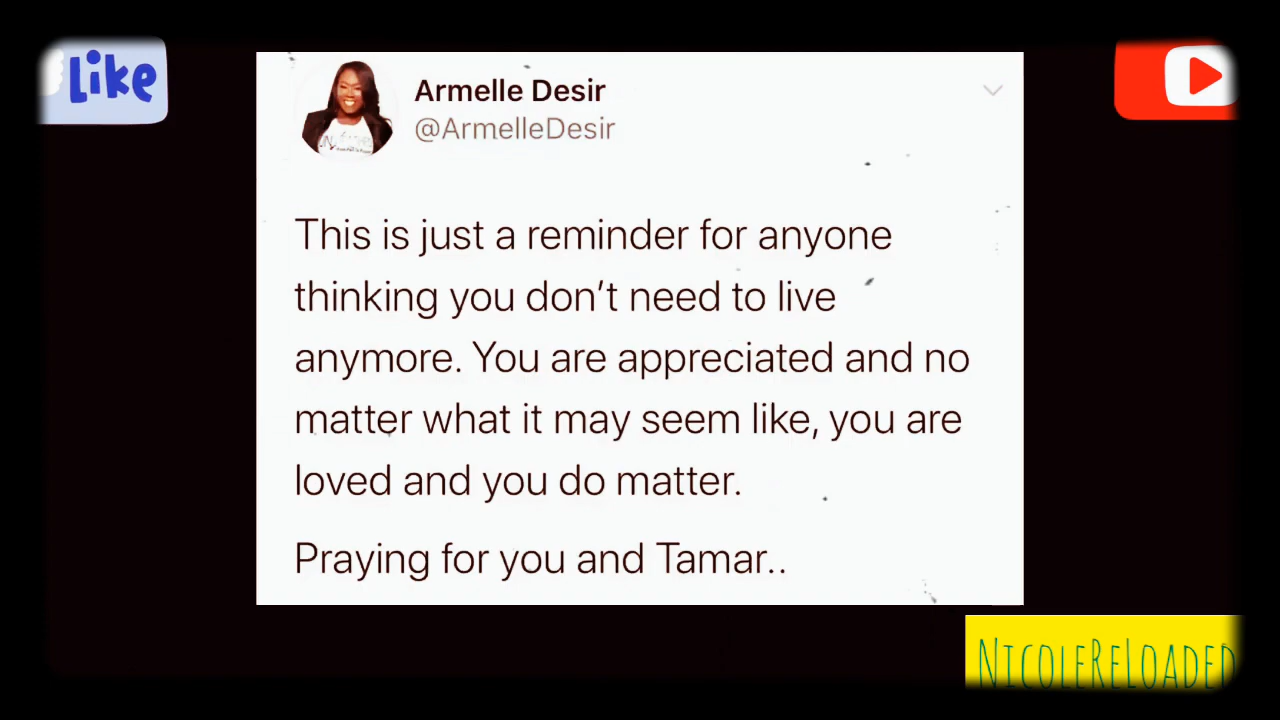 Like
Armelle Desir
@ArmelleDesir
This is just a reminder for anyone
thinking you don’t need to live
anymore. You are appreciated and no
matter what it may seem like, you are
loved and you do matter.
Praying for you and Tamar..
NicoleReLoaded